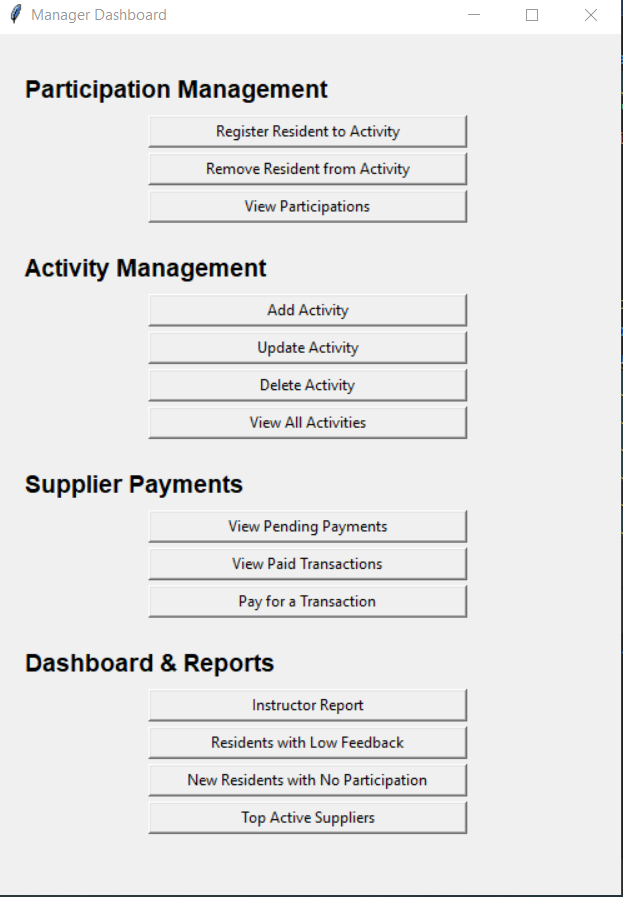 Manager Dashboard
Participation Management
Register Resident to Activity
Remove Resident from Activity
View Participations
Activity Management
Add Activity
Update Activity
Delete Activity
View All Activities
Supplier Payments
View Pending Payments
View Paid Transactions
Pay for a Transaction
Dashboard & Reports
Instructor Report
Residents with Low Feedback
New Residents with No Participation
Top Active Suppliers